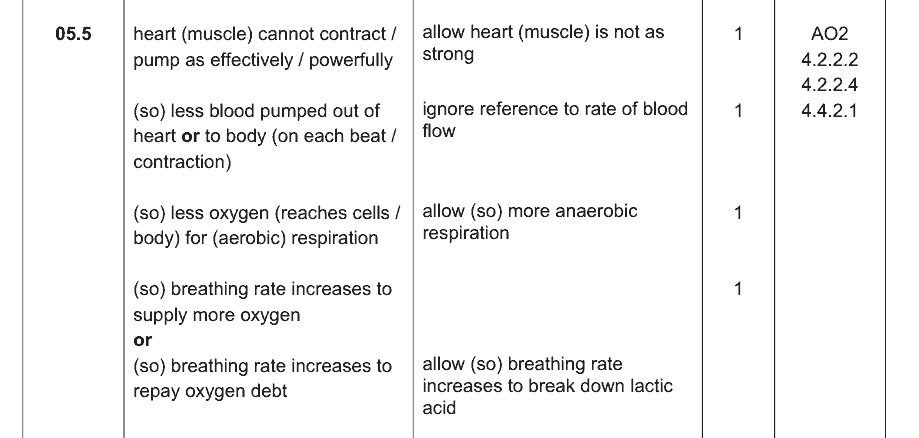 05.5
heart (muscle) cannot contract /
pump as effectively / powerfully
allow heart (muscle) is not as
strong
1
AO2
4.2.2.2
4.2.2.4
4.4.2.1
(so) less blood pumped out of
heart or to body (on each beat /
contraction)
ignore reference to rate of blood
flow
1
(so) less oxygen (reaches cells /
body) for (aerobic) respiration
allow (so) more anaerobic
respiration
1
(so) breathing rate increases to
supply more oxygen
or
(so) breathing rate increases to
repay oxygen debt
1
allow (so) breathing rate
increases to break down lactic
acid